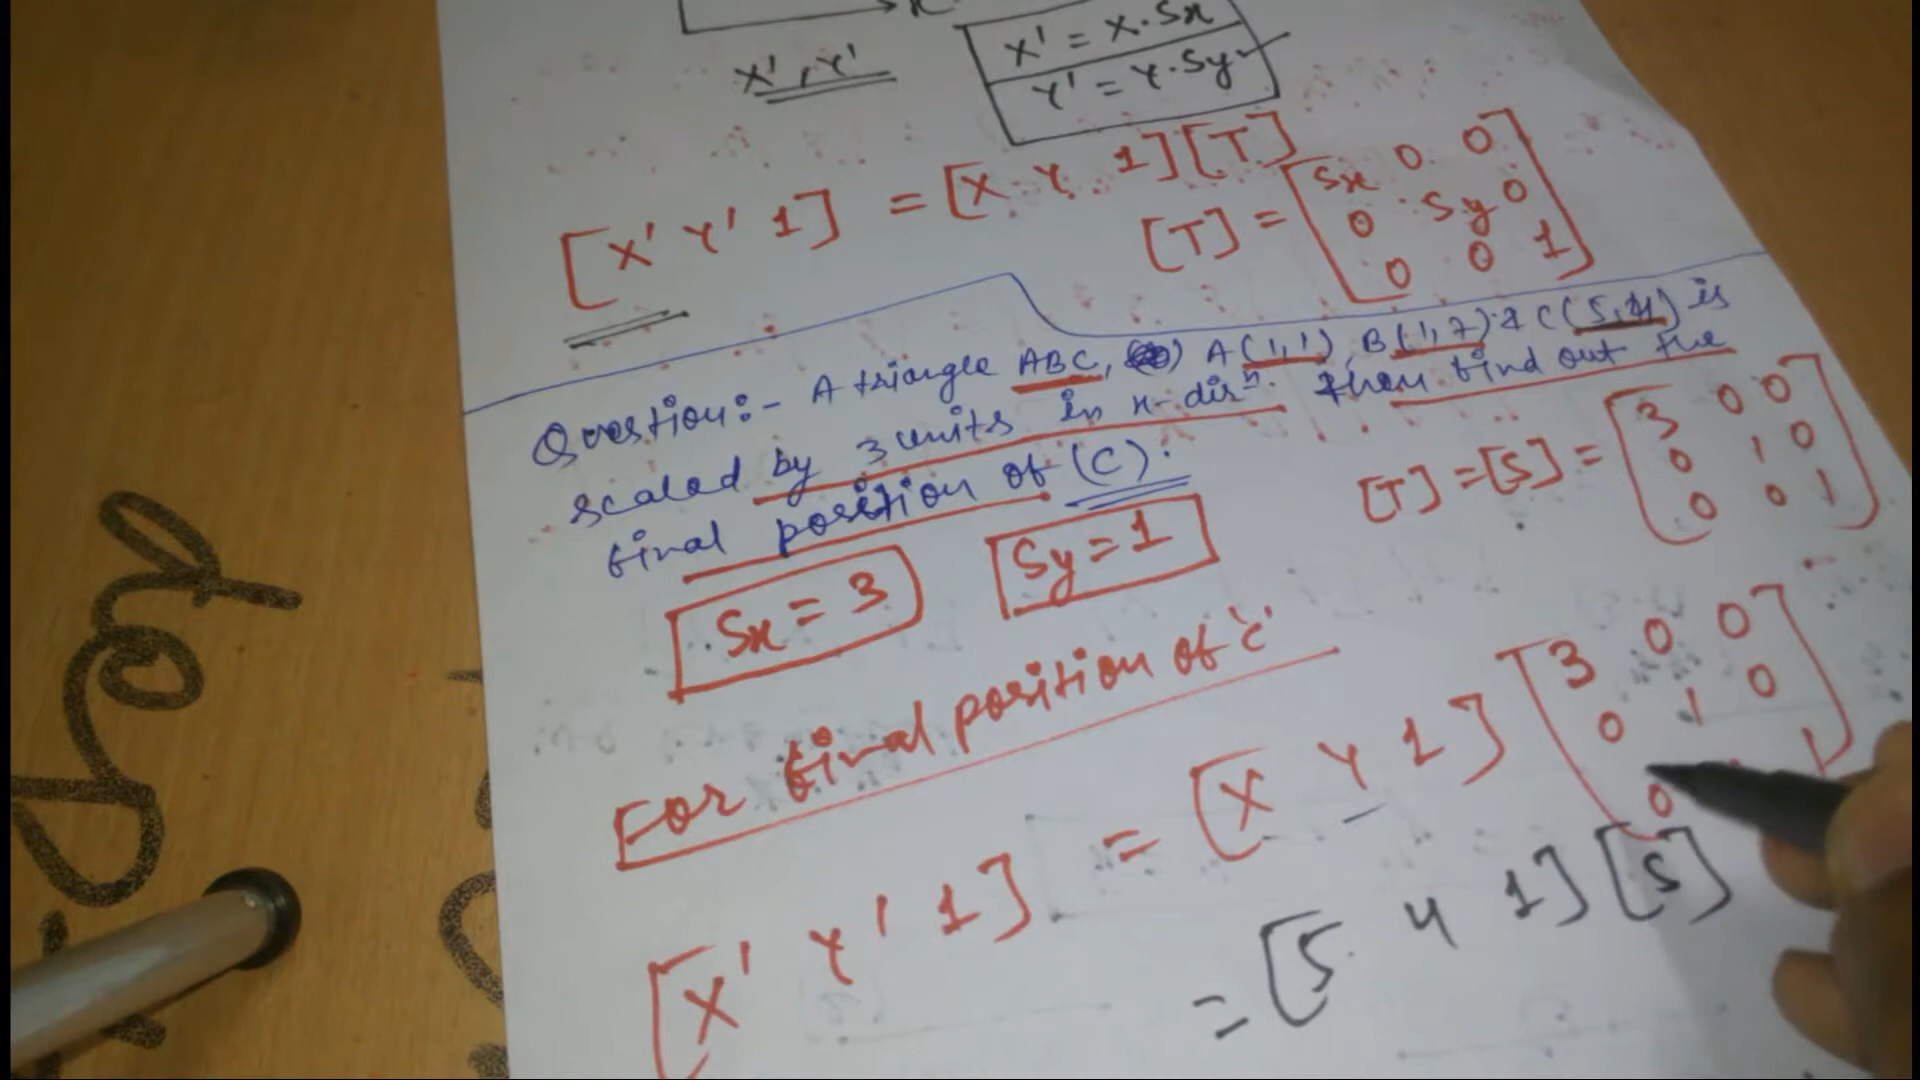 X', Y'
X' = X·Sx
Y' = Y·Sy
[X' Y' 1] = [X Y 1][T]
[T] = [Sx 0 0
0 Sy 0
0 0 1]
Question:- A triangle ABC, A(1,1), B(1,7) & C(5,4) is
scaled by 3 units in x-dirⁿ. then find out the
final position of (C).
[T] = [S] = [3 0 0
0 1 0
0 0 1]
Sx = 3
Sy = 1
For final position of 'c'
[X' Y' 1] = [X Y 1] [3 0 0
0 1 0
0 1]
= [5 4 1][S]